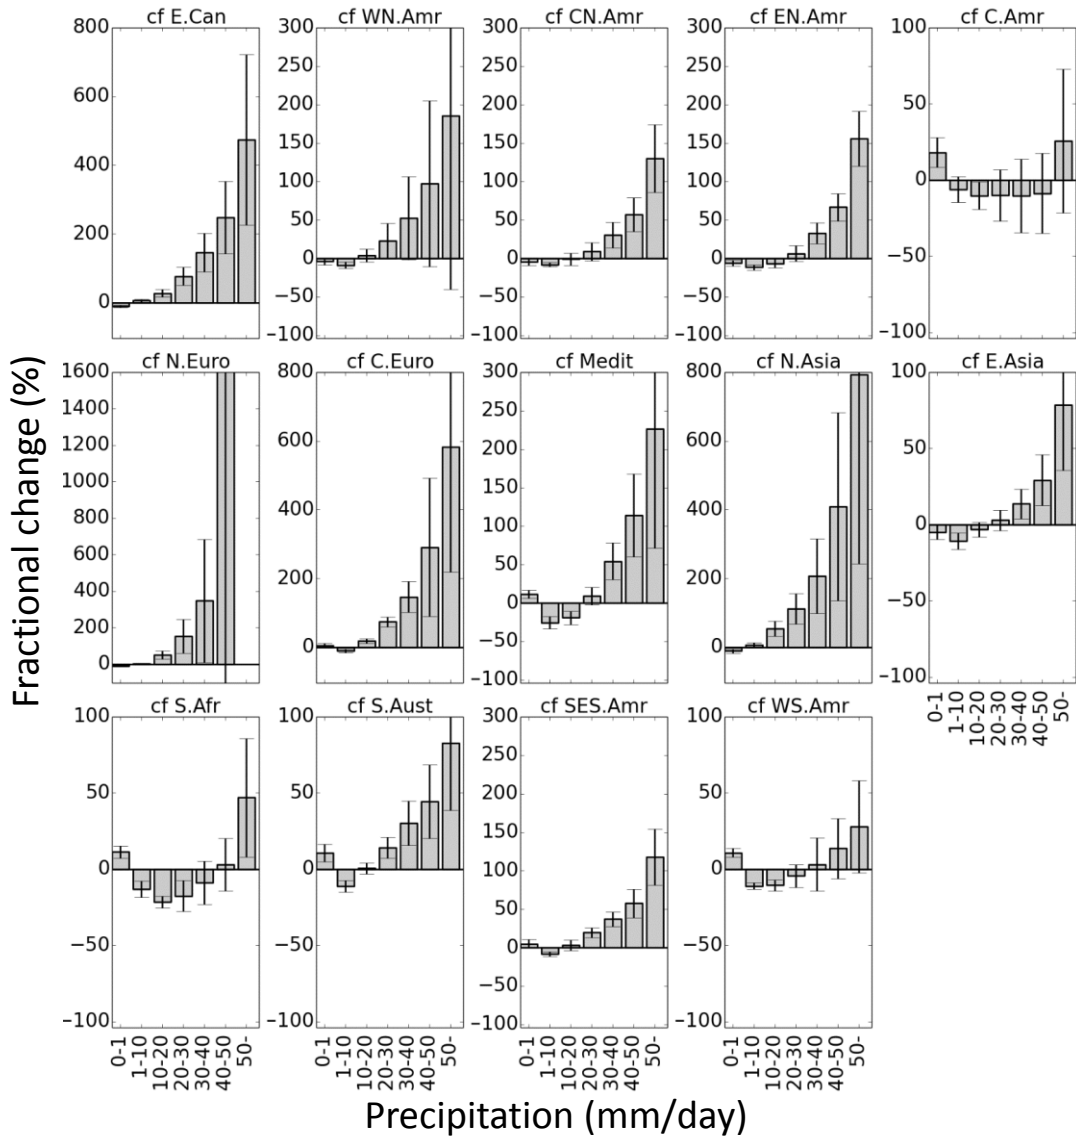 cf E.Can cf WN.Amr cf CN.Amr cf EN.Amr cf C.Amr
800 300 300 300 100
600 250 250 250 50
400 200 200 200 0
200 150 150 150 −50
0 100 100 100 −100
50 50 50
0 0 0
−50 −50 −50
−100 −100 −100
cf N.Euro cf C.Euro cf Medit cf N.Asia cf E.Asia
1600 800 300 800 100
1400 600 250 600 50
1200 400 200 400 0
1000 200 150 200 −50
800 0 100 0 −100
600 50
400 0
200 −50
0 −100
0-1 1-10 10-20 20-30 30-40 40-50 50-
cf S.Afr cf S.Aust cf SES.Amr cf WS.Amr
100 100 300 100
50 50 250 50
0 0 200 0
−50 −50 150 −50
−100 −100 100 −100
50
0
−50
−100
0-1 1-10 10-20 20-30 30-40 40-50 50-
0-1 1-10 10-20 20-30 30-40 40-50 50-
0-1 1-10 10-20 20-30 30-40 40-50 50-
0-1 1-10 10-20 20-30 30-40 40-50 50-
Fractional change (%)
Precipitation (mm/day)